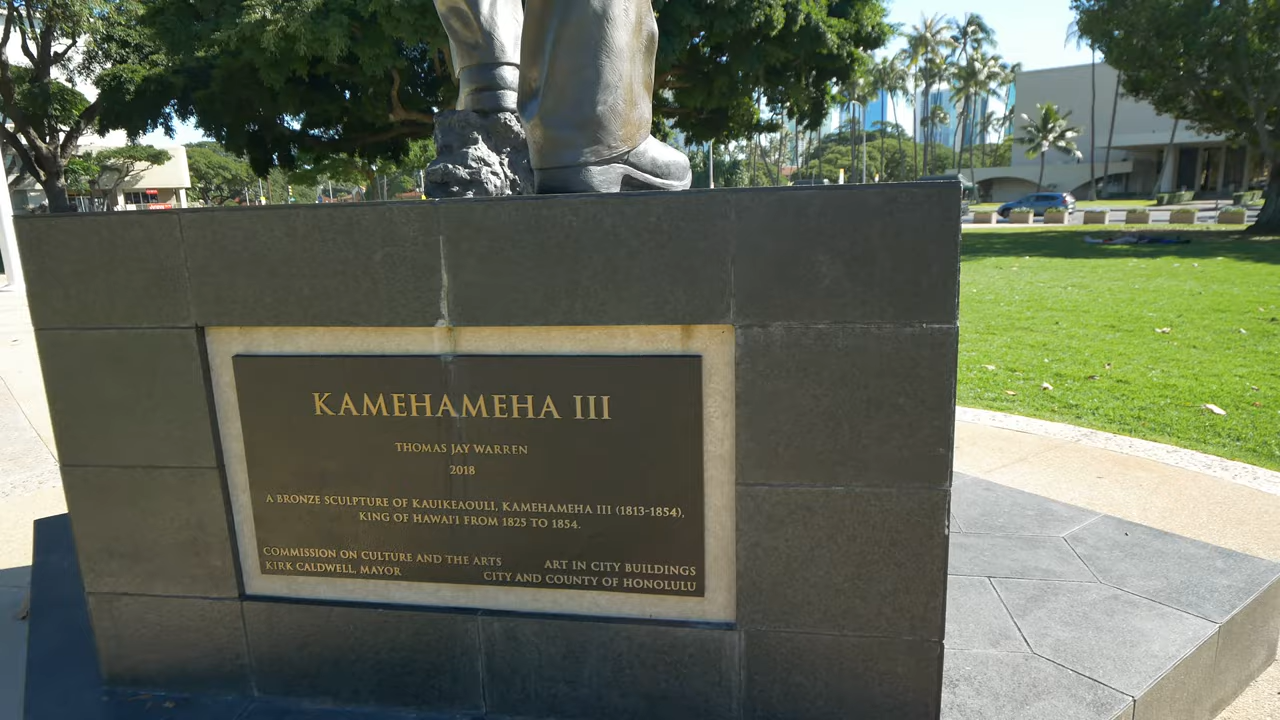 KAMEHAMEHA III
THOMAS JAY WARREN
2018
A BRONZE SCULPTURE OF KAUIKEAOULI, KAMEHAMEHA III (1813-1854),
KING OF HAWAI'I FROM 1825 TO 1854.
COMMISSION ON CULTURE AND THE ARTS
KIRK CALDWELL, MAYOR
ART IN CITY BUILDINGS
CITY AND COUNTY OF HONOLULU